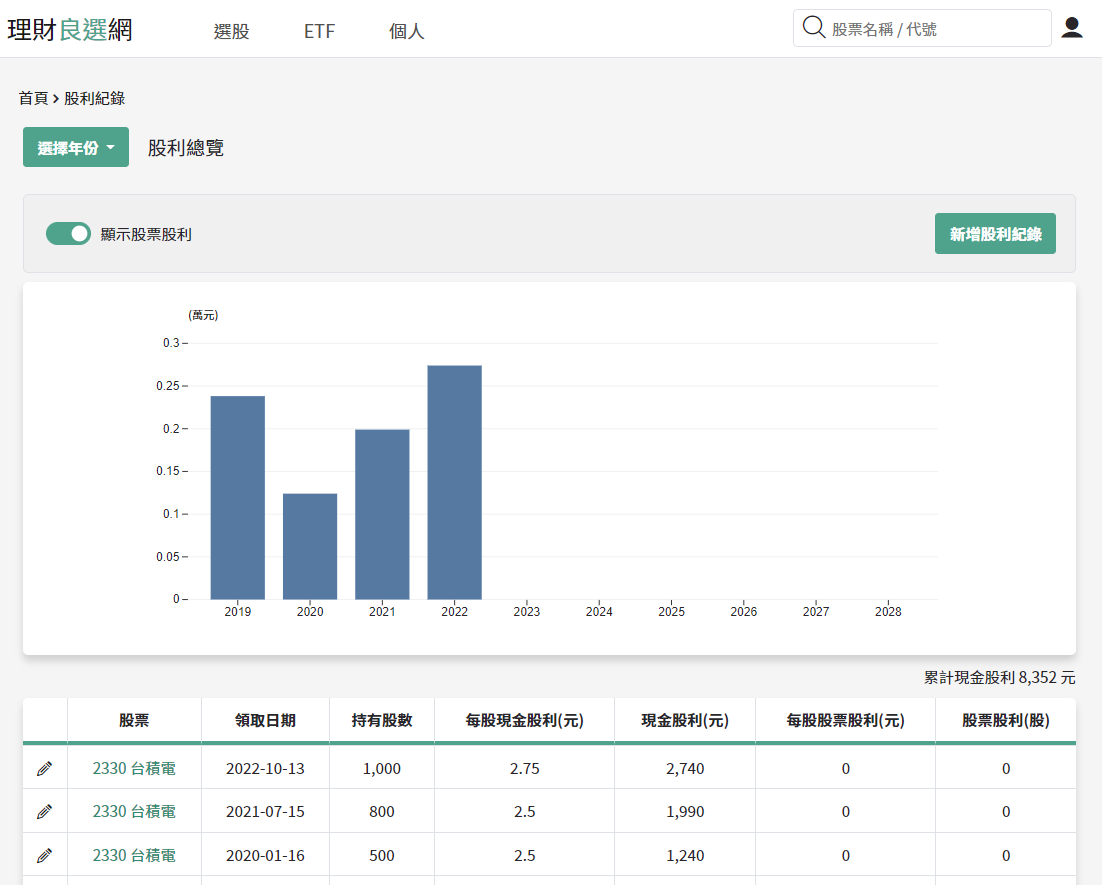 理財良選網 選股 ETF 個人 股票名稱 / 代號
首頁 > 股利紀錄
選擇年份 股利總覽
顯示股票股利 新增股利紀錄
(萬元)
0.3
0.25
0.2
0.15
0.1
0.05
0
2019 2020 2021 2022 2023 2024 2025 2026 2027 2028
累計現金股利 8,352 元
股票 領取日期 持有股數 每股現金股利(元) 現金股利(元) 每股股票股利(元) 股票股利(股)
2330 台積電 2022-10-13 1,000 2.75 2,740 0 0
2330 台積電 2021-07-15 800 2.5 1,990 0 0
2330 台積電 2020-01-16 500 2.5 1,240 0 0